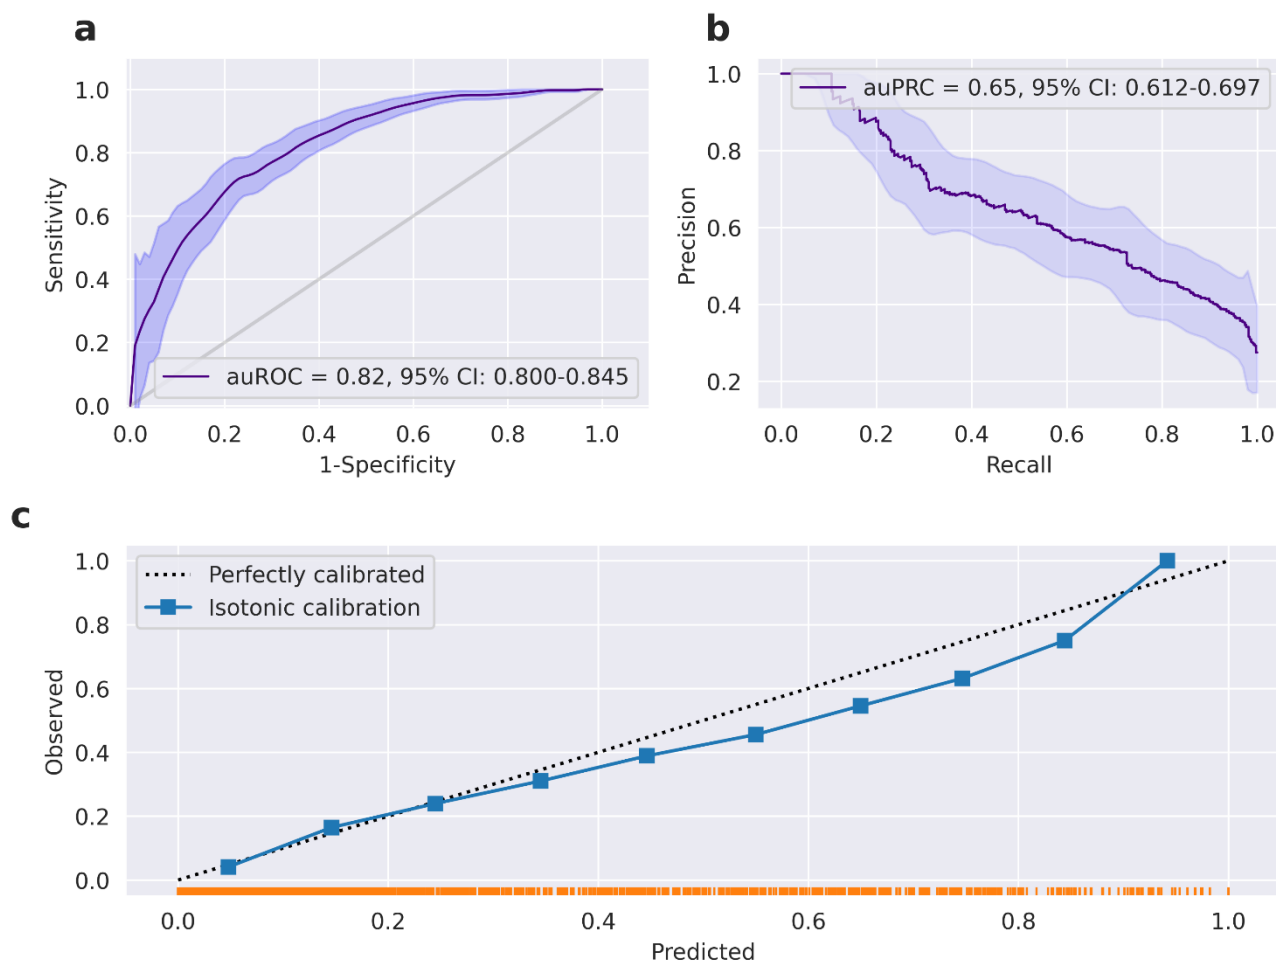 a
1.0
0.8
0.6
0.4
0.2
0.0
Sensitivity
auROC = 0.82, 95% CI: 0.800-0.845
0.0 0.2 0.4 0.6 0.8 1.0
1-Specificity
b
1.0
0.8
0.6
0.4
0.2
Precision
auPRC = 0.65, 95% CI: 0.612-0.697
0.0 0.2 0.4 0.6 0.8 1.0
Recall
c
1.0
0.8
0.6
0.4
0.2
0.0
Observed
Perfectly calibrated
Isotonic calibration
0.0 0.2 0.4 0.6 0.8 1.0
Predicted